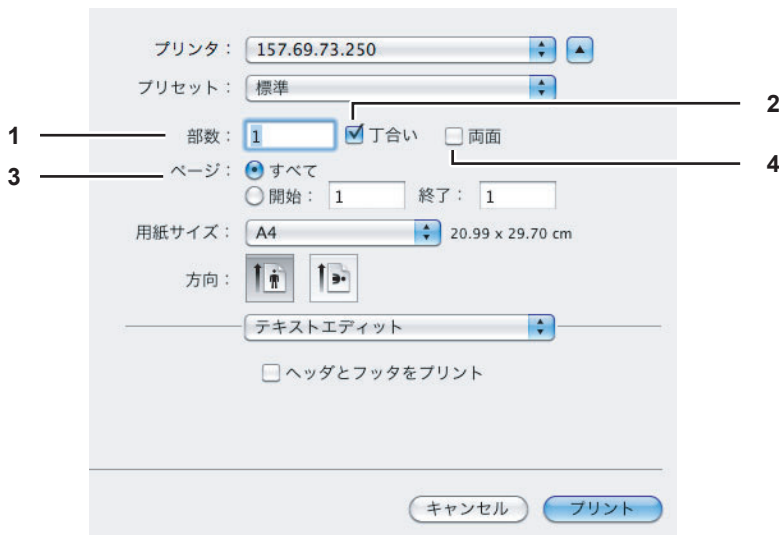 プリンタ： 157.69.73.250
プリセット： 標準
2
1 部数： 1 丁合い 両面
4
3 ページ： すべて
開始： 1 終了： 1
用紙サイズ： A4 20.99 x 29.70 cm
方向：
テキストエディット
ヘッダとフッタをプリント
キャンセル プリント